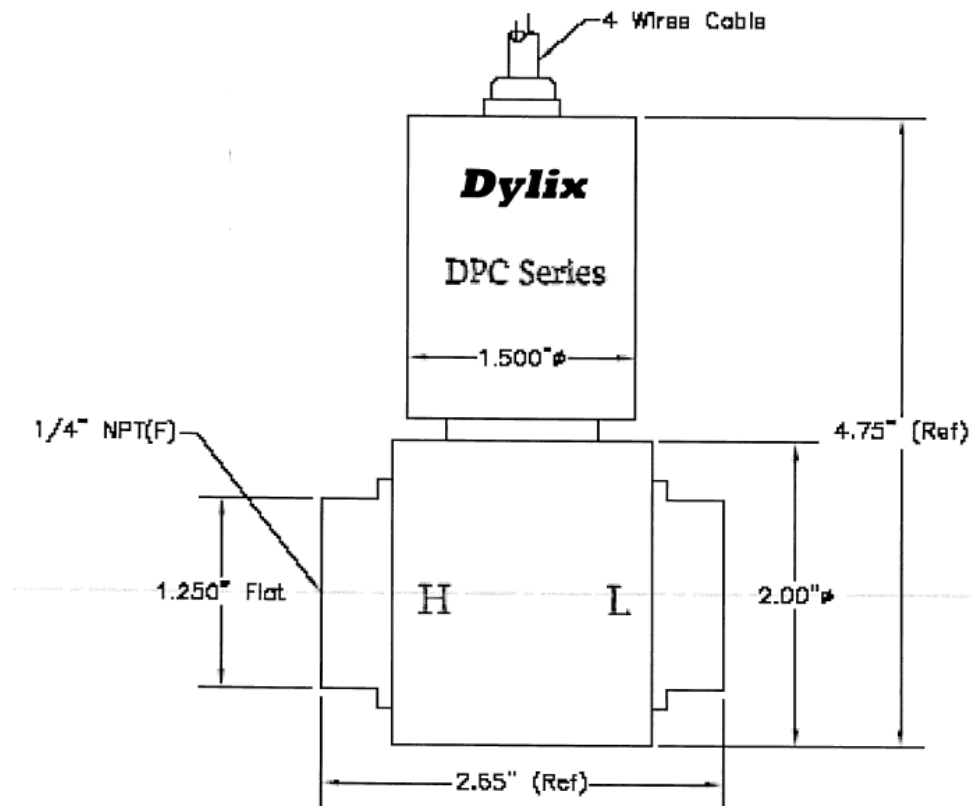 4 Wires Cable
Dylix
DPC Series
1.500"ø
1/4" NPT(F)
4.75" (Ref)
1.250" Flat
H
L
2.00"ø
2.65" (Ref)